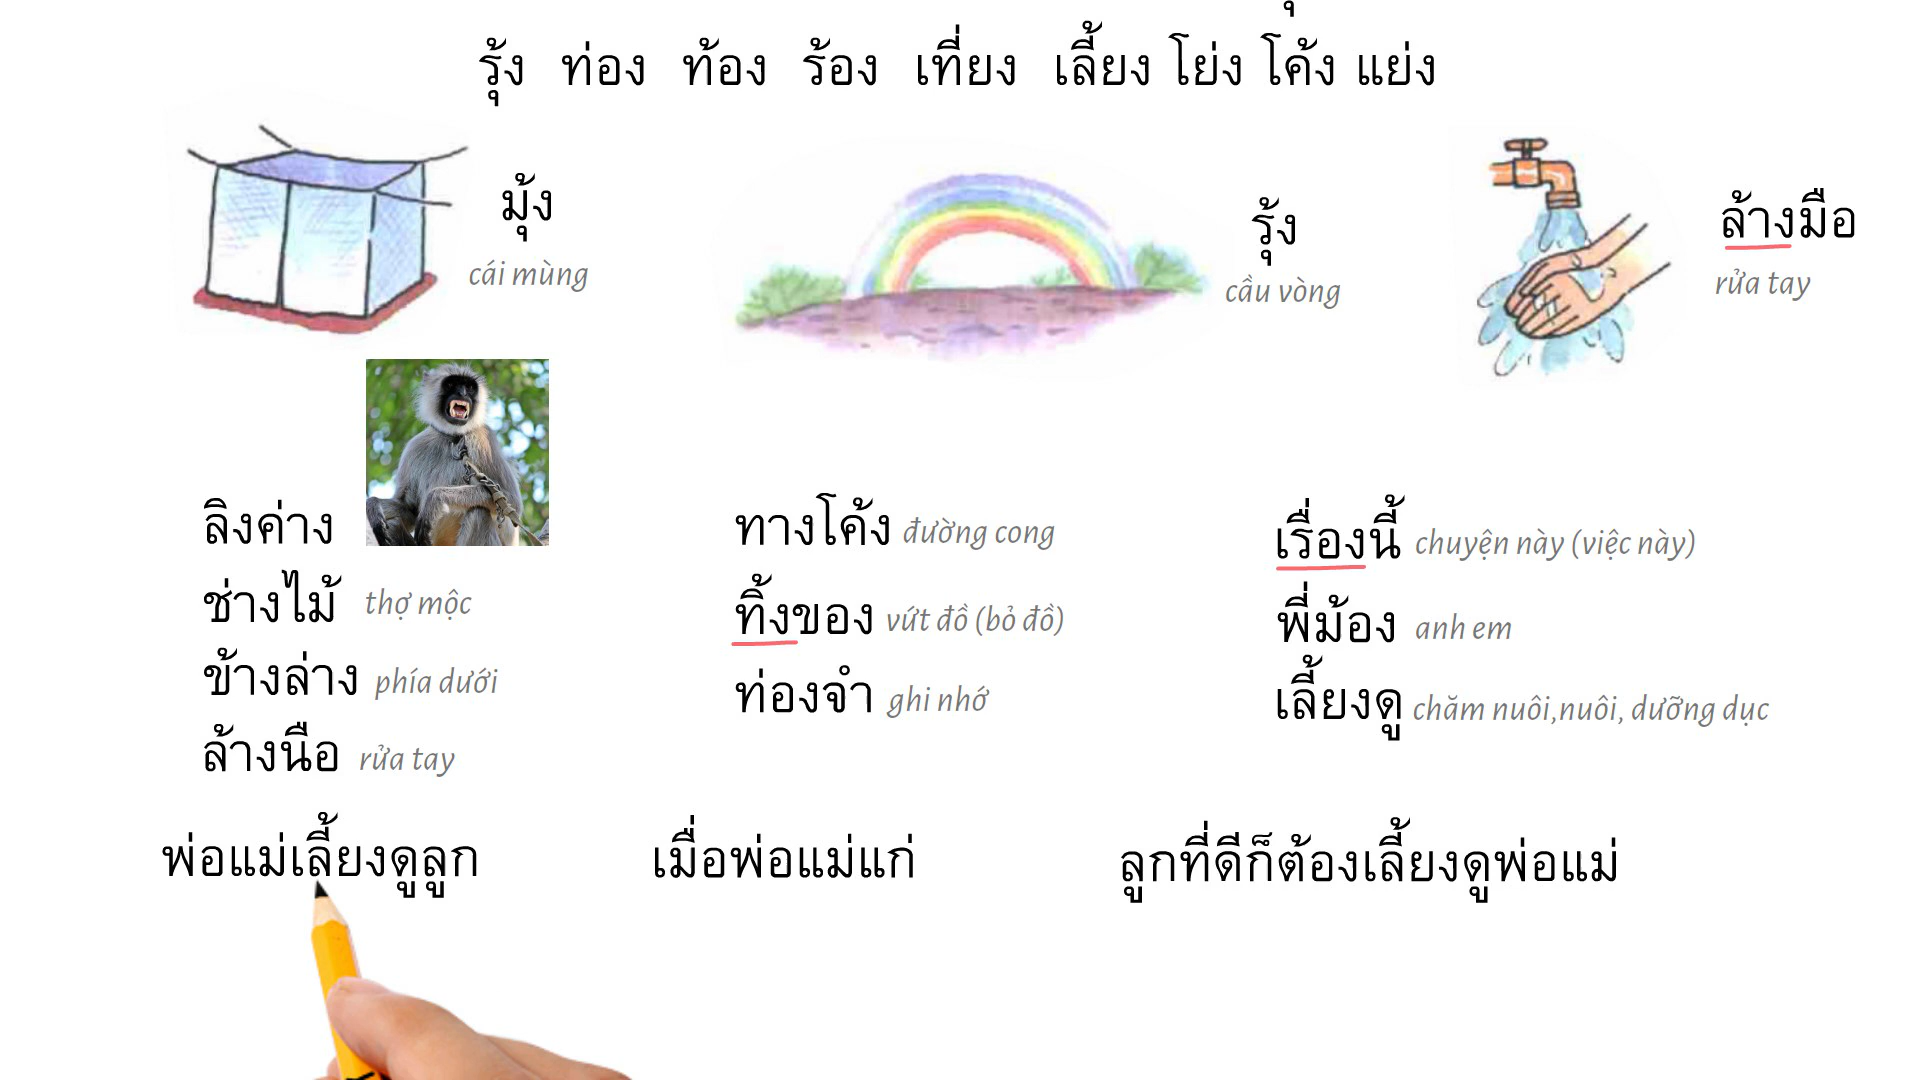 รุ้ง ท่อง ท้อง ร้อง เที่ยง เลี้ยง โย่ง โค้ง แย่ง
มุ้ง
cái mùng
รุ้ง
cầu vòng
ล้างมือ
rửa tay
ลิงค่าง
ทางโค้ง đường cong
เรื่องนี้ chuyện này (việc này)
ช่างไม้ thợ mộc
ทิ้งของ vứt đồ (bỏ đồ)
พี่ม้อง anh em
ข้างล่าง phía dưới
ท่องจำ ghi nhớ
เลี้ยงดู chăm nuôi,nuôi, dưỡng dục
ล้างนือ rửa tay
พ่อแม่เลี้ยงดูลูก เมื่อพ่อแม่แก่ ลูกที่ดีก็ต้องเลี้ยงดูพ่อแม่